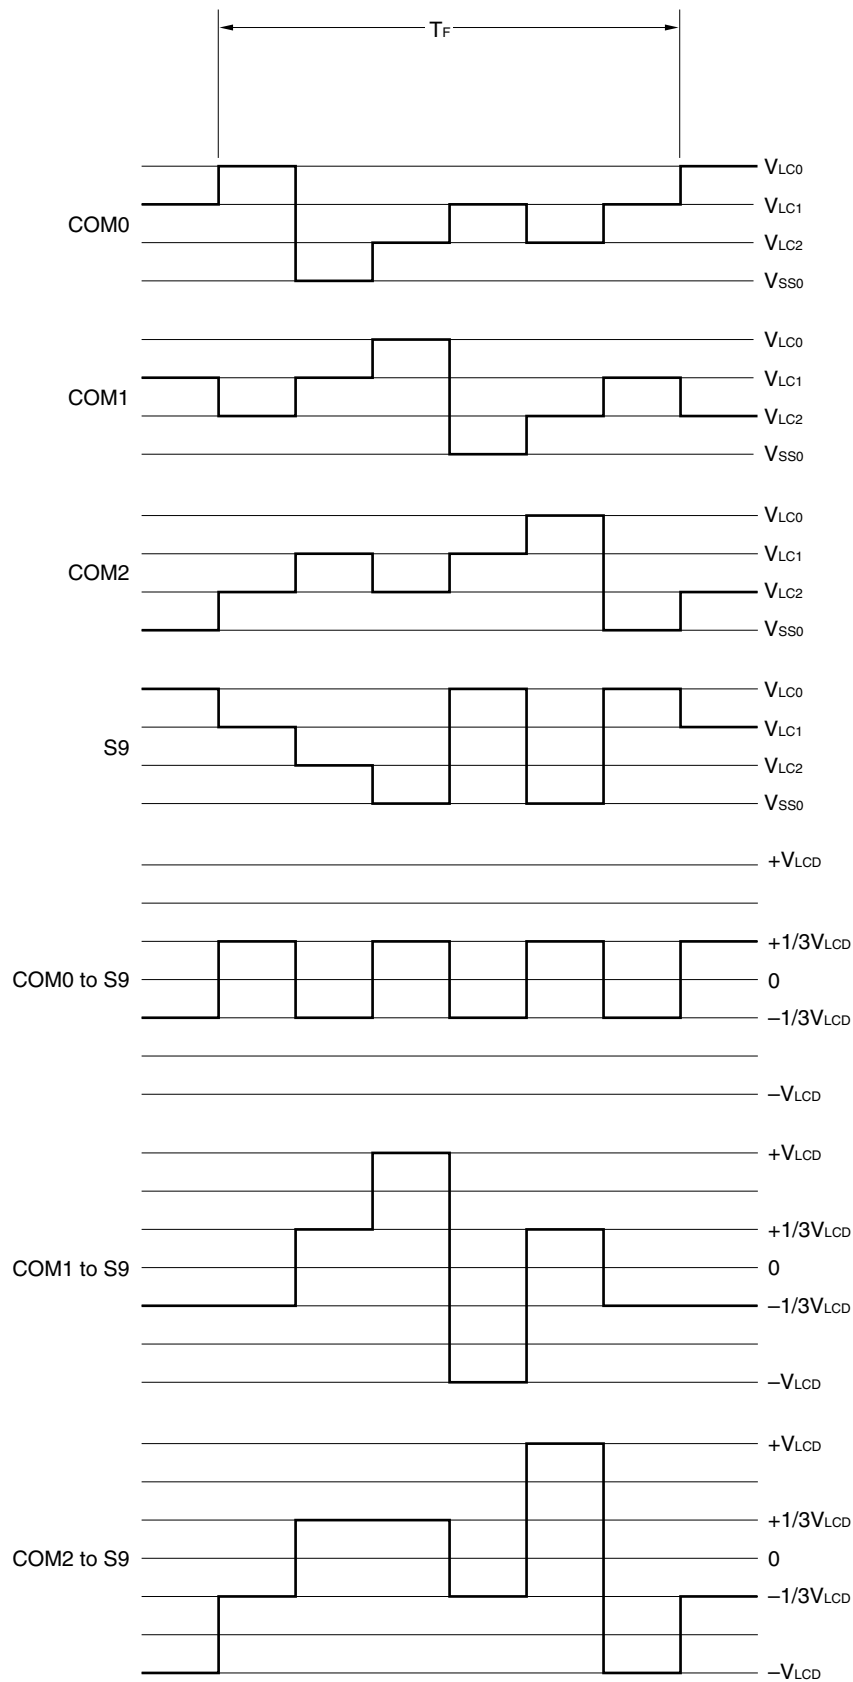 TF
COM0
VLC0
VLC1
VLC2
VSS0
COM1
VLC0
VLC1
VLC2
VSS0
COM2
VLC0
VLC1
VLC2
VSS0
S9
VLC0
VLC1
VLC2
VSS0
COM0 to S9
+VLCD
+1/3VLCD
0
–1/3VLCD
–VLCD
COM1 to S9
+VLCD
+1/3VLCD
0
–1/3VLCD
–VLCD
COM2 to S9
+VLCD
+1/3VLCD
0
–1/3VLCD
–VLCD